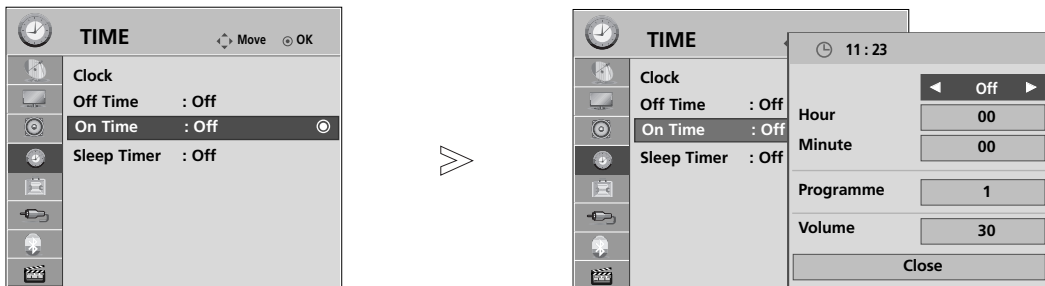 TIME Move OK
Clock
Off Time : Off
On Time : Off
Sleep Timer : Off
TIME
Clock
Off Time : Off
On Time : Off
Sleep Timer : Off
11 : 23
Off
Hour 00
Minute 00
Programme 1
Volume 30
Close